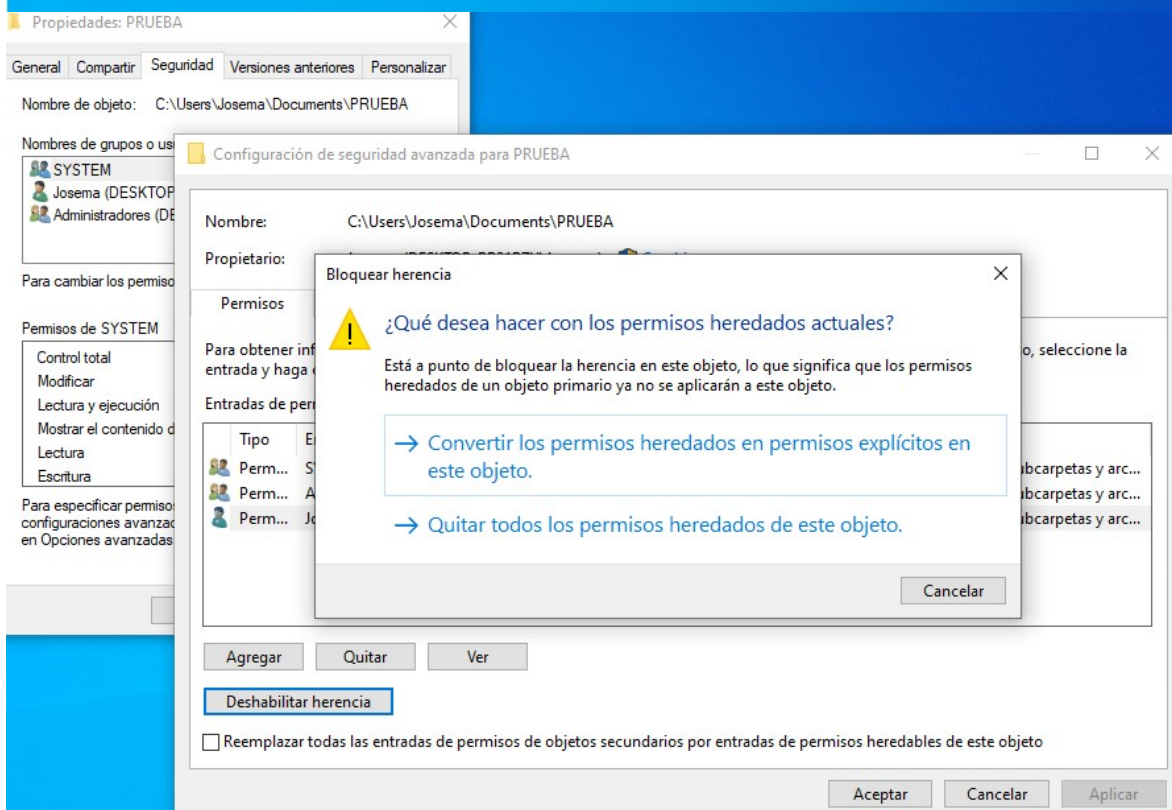 Propiedades: PRUEBA
General Compartir Seguridad Versiones anteriores Personalizar
Nombre de objeto: C:\Users\Josema\Documents\PRUEBA
Nombres de grupos o
SYSTEM
Josema (DESKTOP
Administradores (DE
Para cambiar los permiso
Permisos de SYSTEM
Control total
Modificar
Lectura y ejecución
Mostrar el contenido d
Lectura
Escritura
Para especificar permiso
configuraciones avanzad
en Opciones avanzadas
Configuración de seguridad avanzada para PRUEBA
Nombre: C:\Users\Josema\Documents\PRUEBA
Propietario:
Permisos
Para obtener inf
o, seleccione la
entrada y haga
Entradas de per
Tipo
Perm...
ubcarpetas y arc...
Perm... A
ubcarpetas y arc...
Perm... Jo
ubcarpetas y arc...
Bloquear herencia
¿Qué desea hacer con los permisos heredados actuales?
Está a punto de bloquear la herencia en este objeto, lo que significa que los permisos
heredados de un objeto primario ya no se aplicarán a este objeto.
Convertir los permisos heredados en permisos explícitos en
este objeto.
Quitar todos los permisos heredados de este objeto.
Cancelar
Agregar Quitar Ver
Deshabilitar herencia
Reemplazar todas las entradas de permisos de objetos secundarios por entradas de permisos heredables de este objeto
Aceptar Cancelar Aplicar